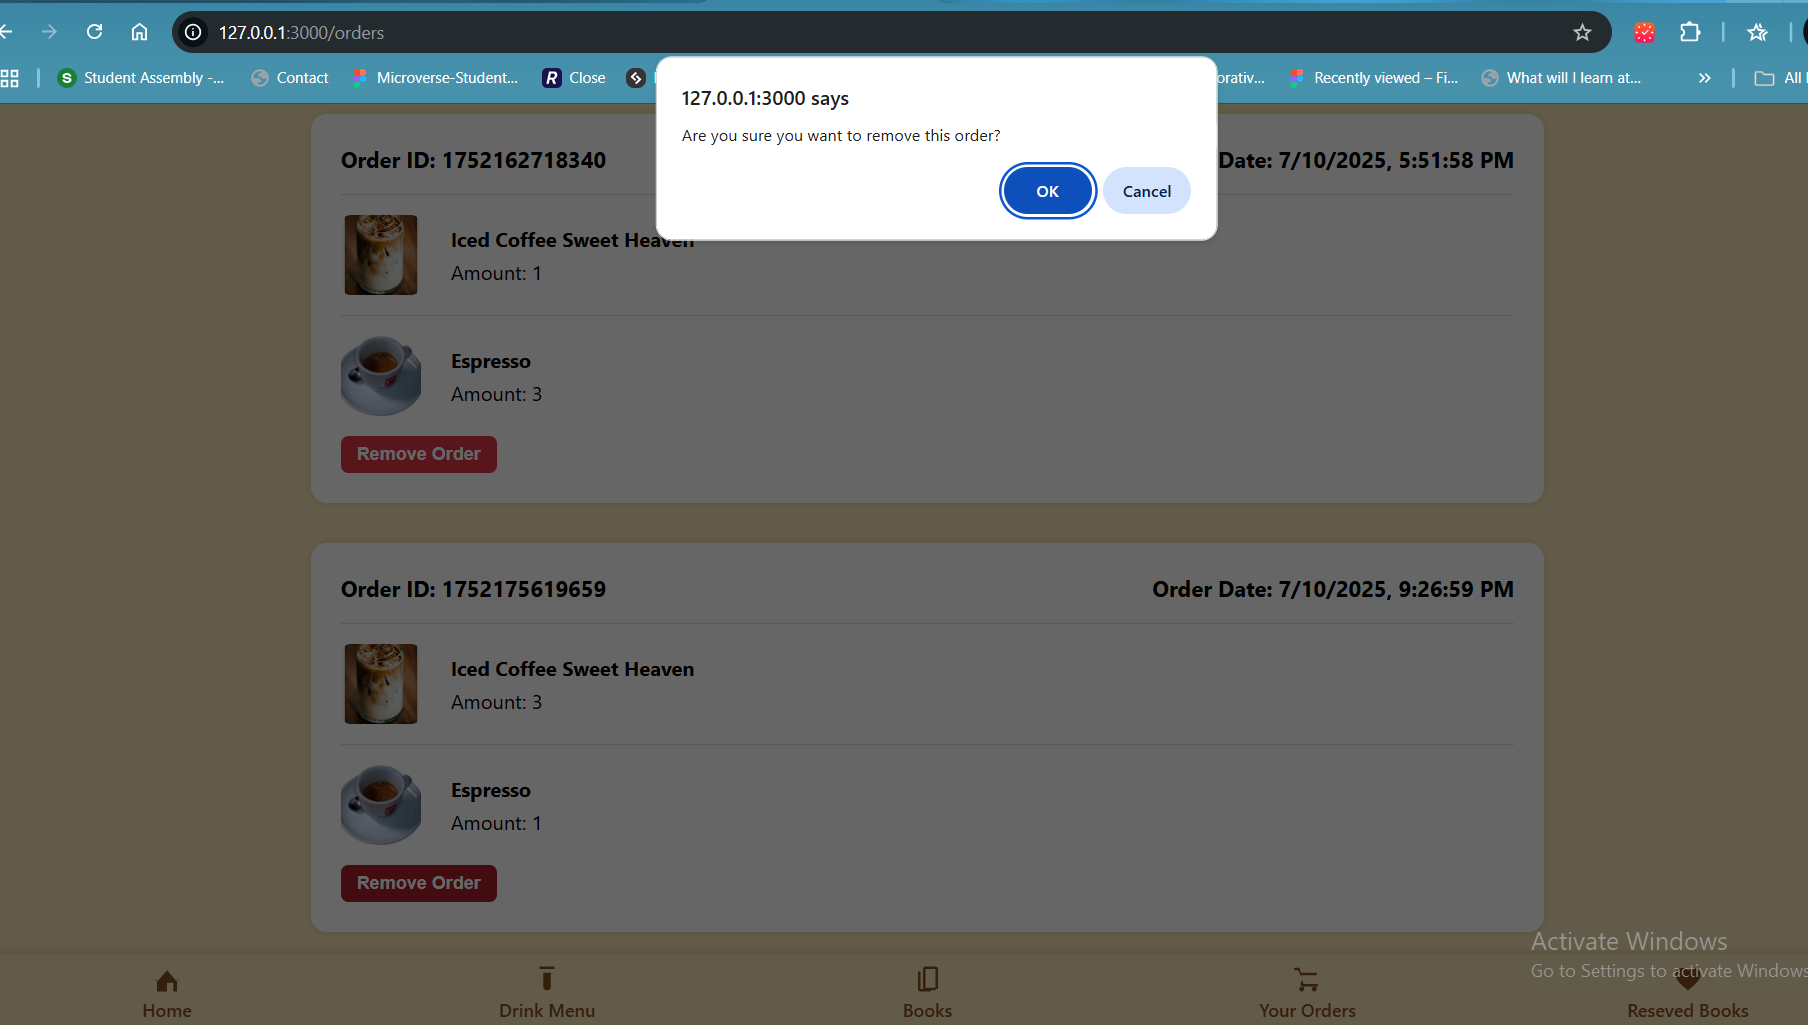 127.0.0.1:3000/orders
Student Assembly -...
Contact
Microverse-Student...
Close
orativ...
Recently viewed – Fi...
What will I learn at...
»
All
127.0.0.1:3000 says
Are you sure you want to remove this order?
OK
Cancel
Order ID: 1752162718340
Date: 7/10/2025, 5:51:58 PM
Iced Coffee Sweet Heaven
Amount: 1
Espresso
Amount: 3
Remove Order
Order ID: 1752175619659
Order Date: 7/10/2025, 9:26:59 PM
Iced Coffee Sweet Heaven
Amount: 3
Espresso
Amount: 1
Remove Order
Activate Windows
Go to Settings to activate Windows
Home
Drink Menu
Books
Your Orders
Reseved Books